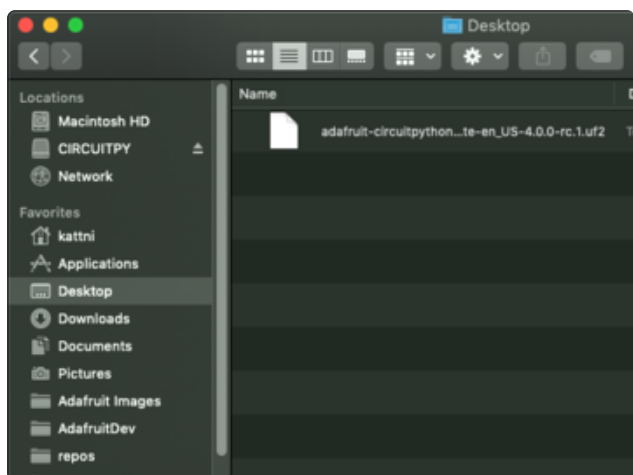 Desktop
Locations
Name
Macintosh HD
adafruit-circuitpython...te-en_US-4.0.0-rc.1.uf2
CIRCUITPY
Network
Favorites
kattni
Applications
Desktop
Downloads
Documents
Pictures
Adafruit Images
AdafruitDev
repos